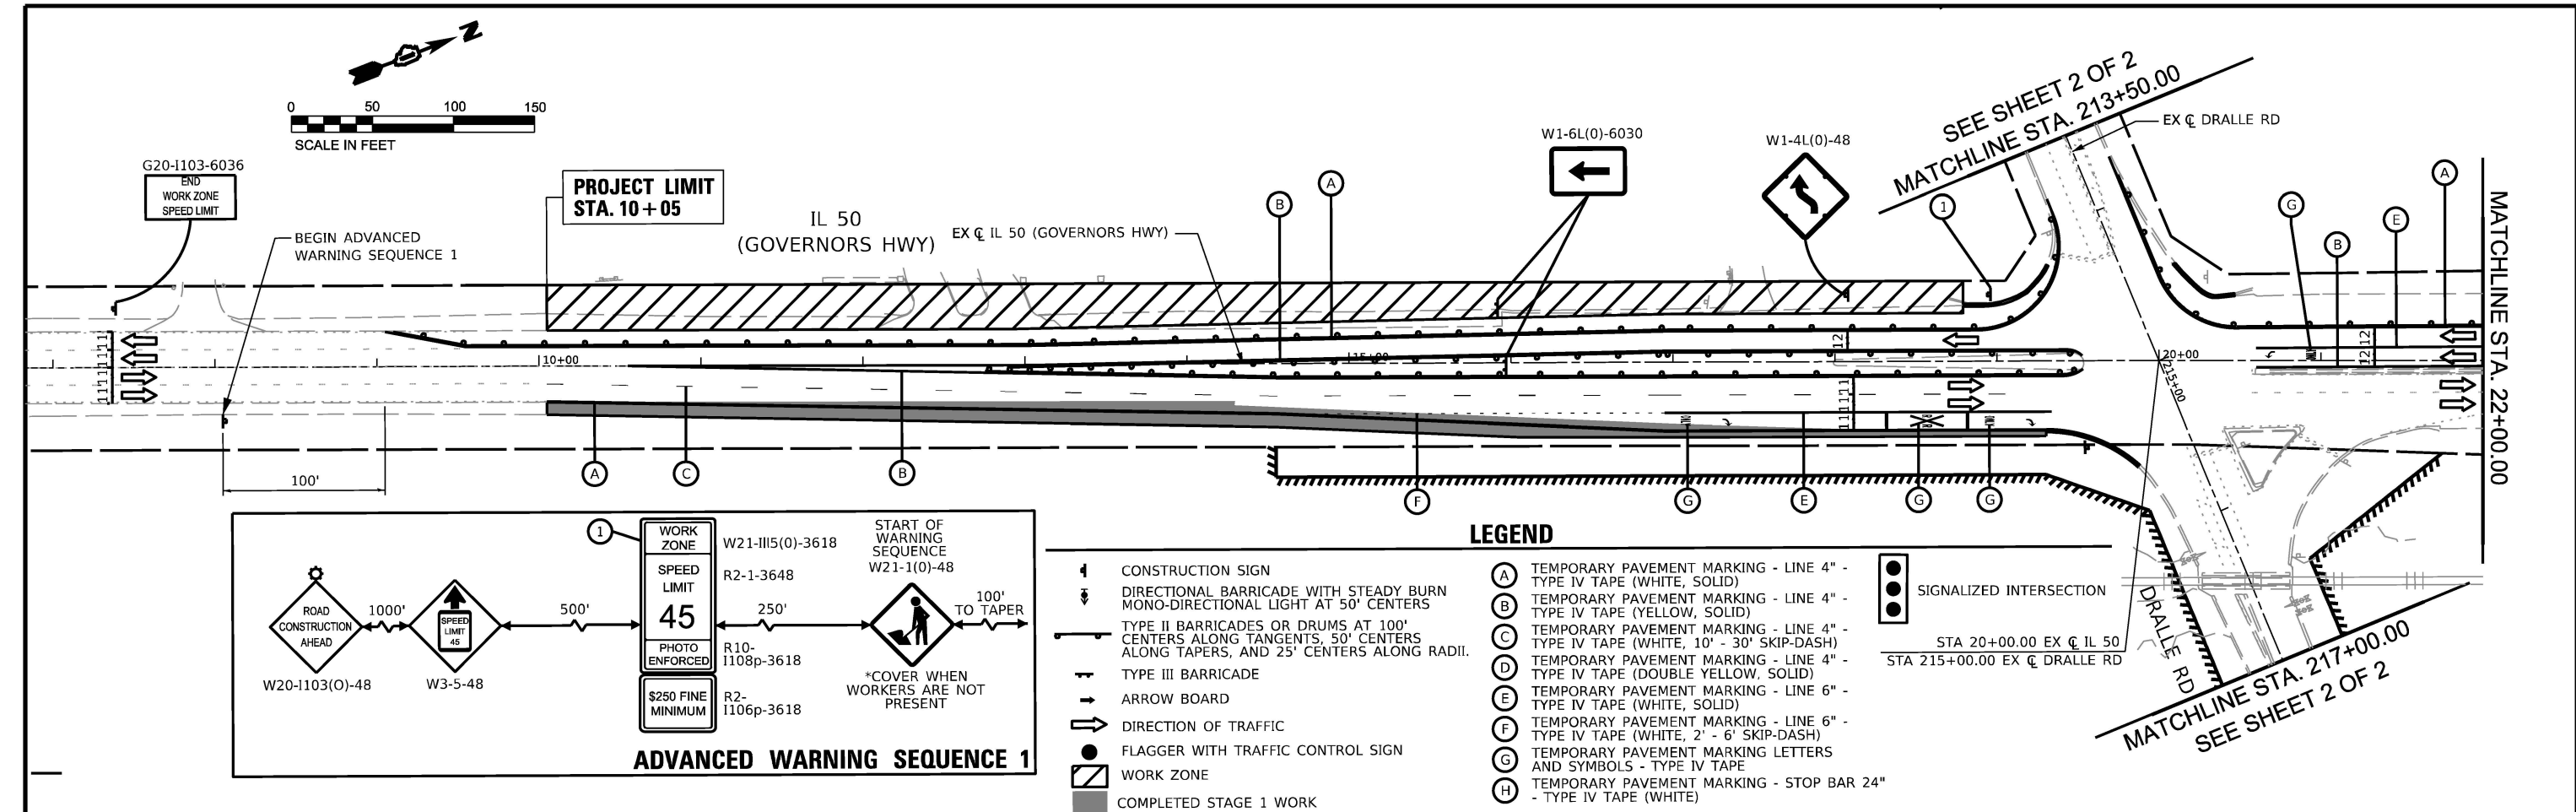 N
0 50 100 150
SCALE IN FEET
G20-I103-6036
END
WORK ZONE
SPEED LIMIT
BEGIN ADVANCED
WARNING SEQUENCE 1
PROJECT LIMIT
STA. 10+05
IL 50
(GOVERNORS HWY)
EX ℄ IL 50 (GOVERNORS HWY)
B
A
W1-6L(O)-6030
W1-4L(O)-48
1
SEE SHEET 2 OF 2
MATCHLINE STA. 213+50.00
EX ℄ DRALLE RD
G
B
E
A
MATCHLINE STA. 22+00.00
11 11 11 11
10+00
15+00
12
11 11 11
20+00
215+00
12 12
100'
A
C
B
F
G
E
G
G
1
WORK
ZONE
SPEED
LIMIT
45
PHOTO
ENFORCED
$250 FINE
MINIMUM
W21-III5(O)-3618
R2-1-3648
R10-
I108p-3618
R2-
I106p-3618
ROAD
CONSTRUCTION
AHEAD
W20-I103(O)-48
1000'
SPEED
LIMIT
45
W3-5-48
500'
250'
START OF
WARNING
SEQUENCE
W21-1(O)-48
100'
TO TAPER
*COVER WHEN
WORKERS ARE NOT
PRESENT
ADVANCED WARNING SEQUENCE 1
LEGEND
CONSTRUCTION SIGN
DIRECTIONAL BARRICADE WITH STEADY BURN
MONO-DIRECTIONAL LIGHT AT 50' CENTERS
TYPE II BARRICADES OR DRUMS AT 100'
CENTERS ALONG TANGENTS, 50' CENTERS
ALONG TAPERS, AND 25' CENTERS ALONG RADII.
TYPE III BARRICADE
ARROW BOARD
DIRECTION OF TRAFFIC
FLAGGER WITH TRAFFIC CONTROL SIGN
WORK ZONE
COMPLETED STAGE 1 WORK
A TEMPORARY PAVEMENT MARKING - LINE 4" -
TYPE IV TAPE (WHITE, SOLID)
B TEMPORARY PAVEMENT MARKING - LINE 4" -
TYPE IV TAPE (YELLOW, SOLID)
C TEMPORARY PAVEMENT MARKING - LINE 4" -
TYPE IV TAPE (WHITE, 10' - 30' SKIP-DASH)
D TEMPORARY PAVEMENT MARKING - LINE 4" -
TYPE IV TAPE (DOUBLE YELLOW, SOLID)
E TEMPORARY PAVEMENT MARKING - LINE 6" -
TYPE IV TAPE (WHITE, SOLID)
F TEMPORARY PAVEMENT MARKING - LINE 6" -
TYPE IV TAPE (WHITE, 2' - 6' SKIP-DASH)
G TEMPORARY PAVEMENT MARKING LETTERS
AND SYMBOLS - TYPE IV TAPE
H TEMPORARY PAVEMENT MARKING - STOP BAR 24"
- TYPE IV TAPE (WHITE)
SIGNALIZED INTERSECTION
STA 20+00.00 EX ℄ IL 50
STA 215+00.00 EX ℄ DRALLE RD
DRALLE RD
MATCHLINE STA. 217+00.00
SEE SHEET 2 OF 2